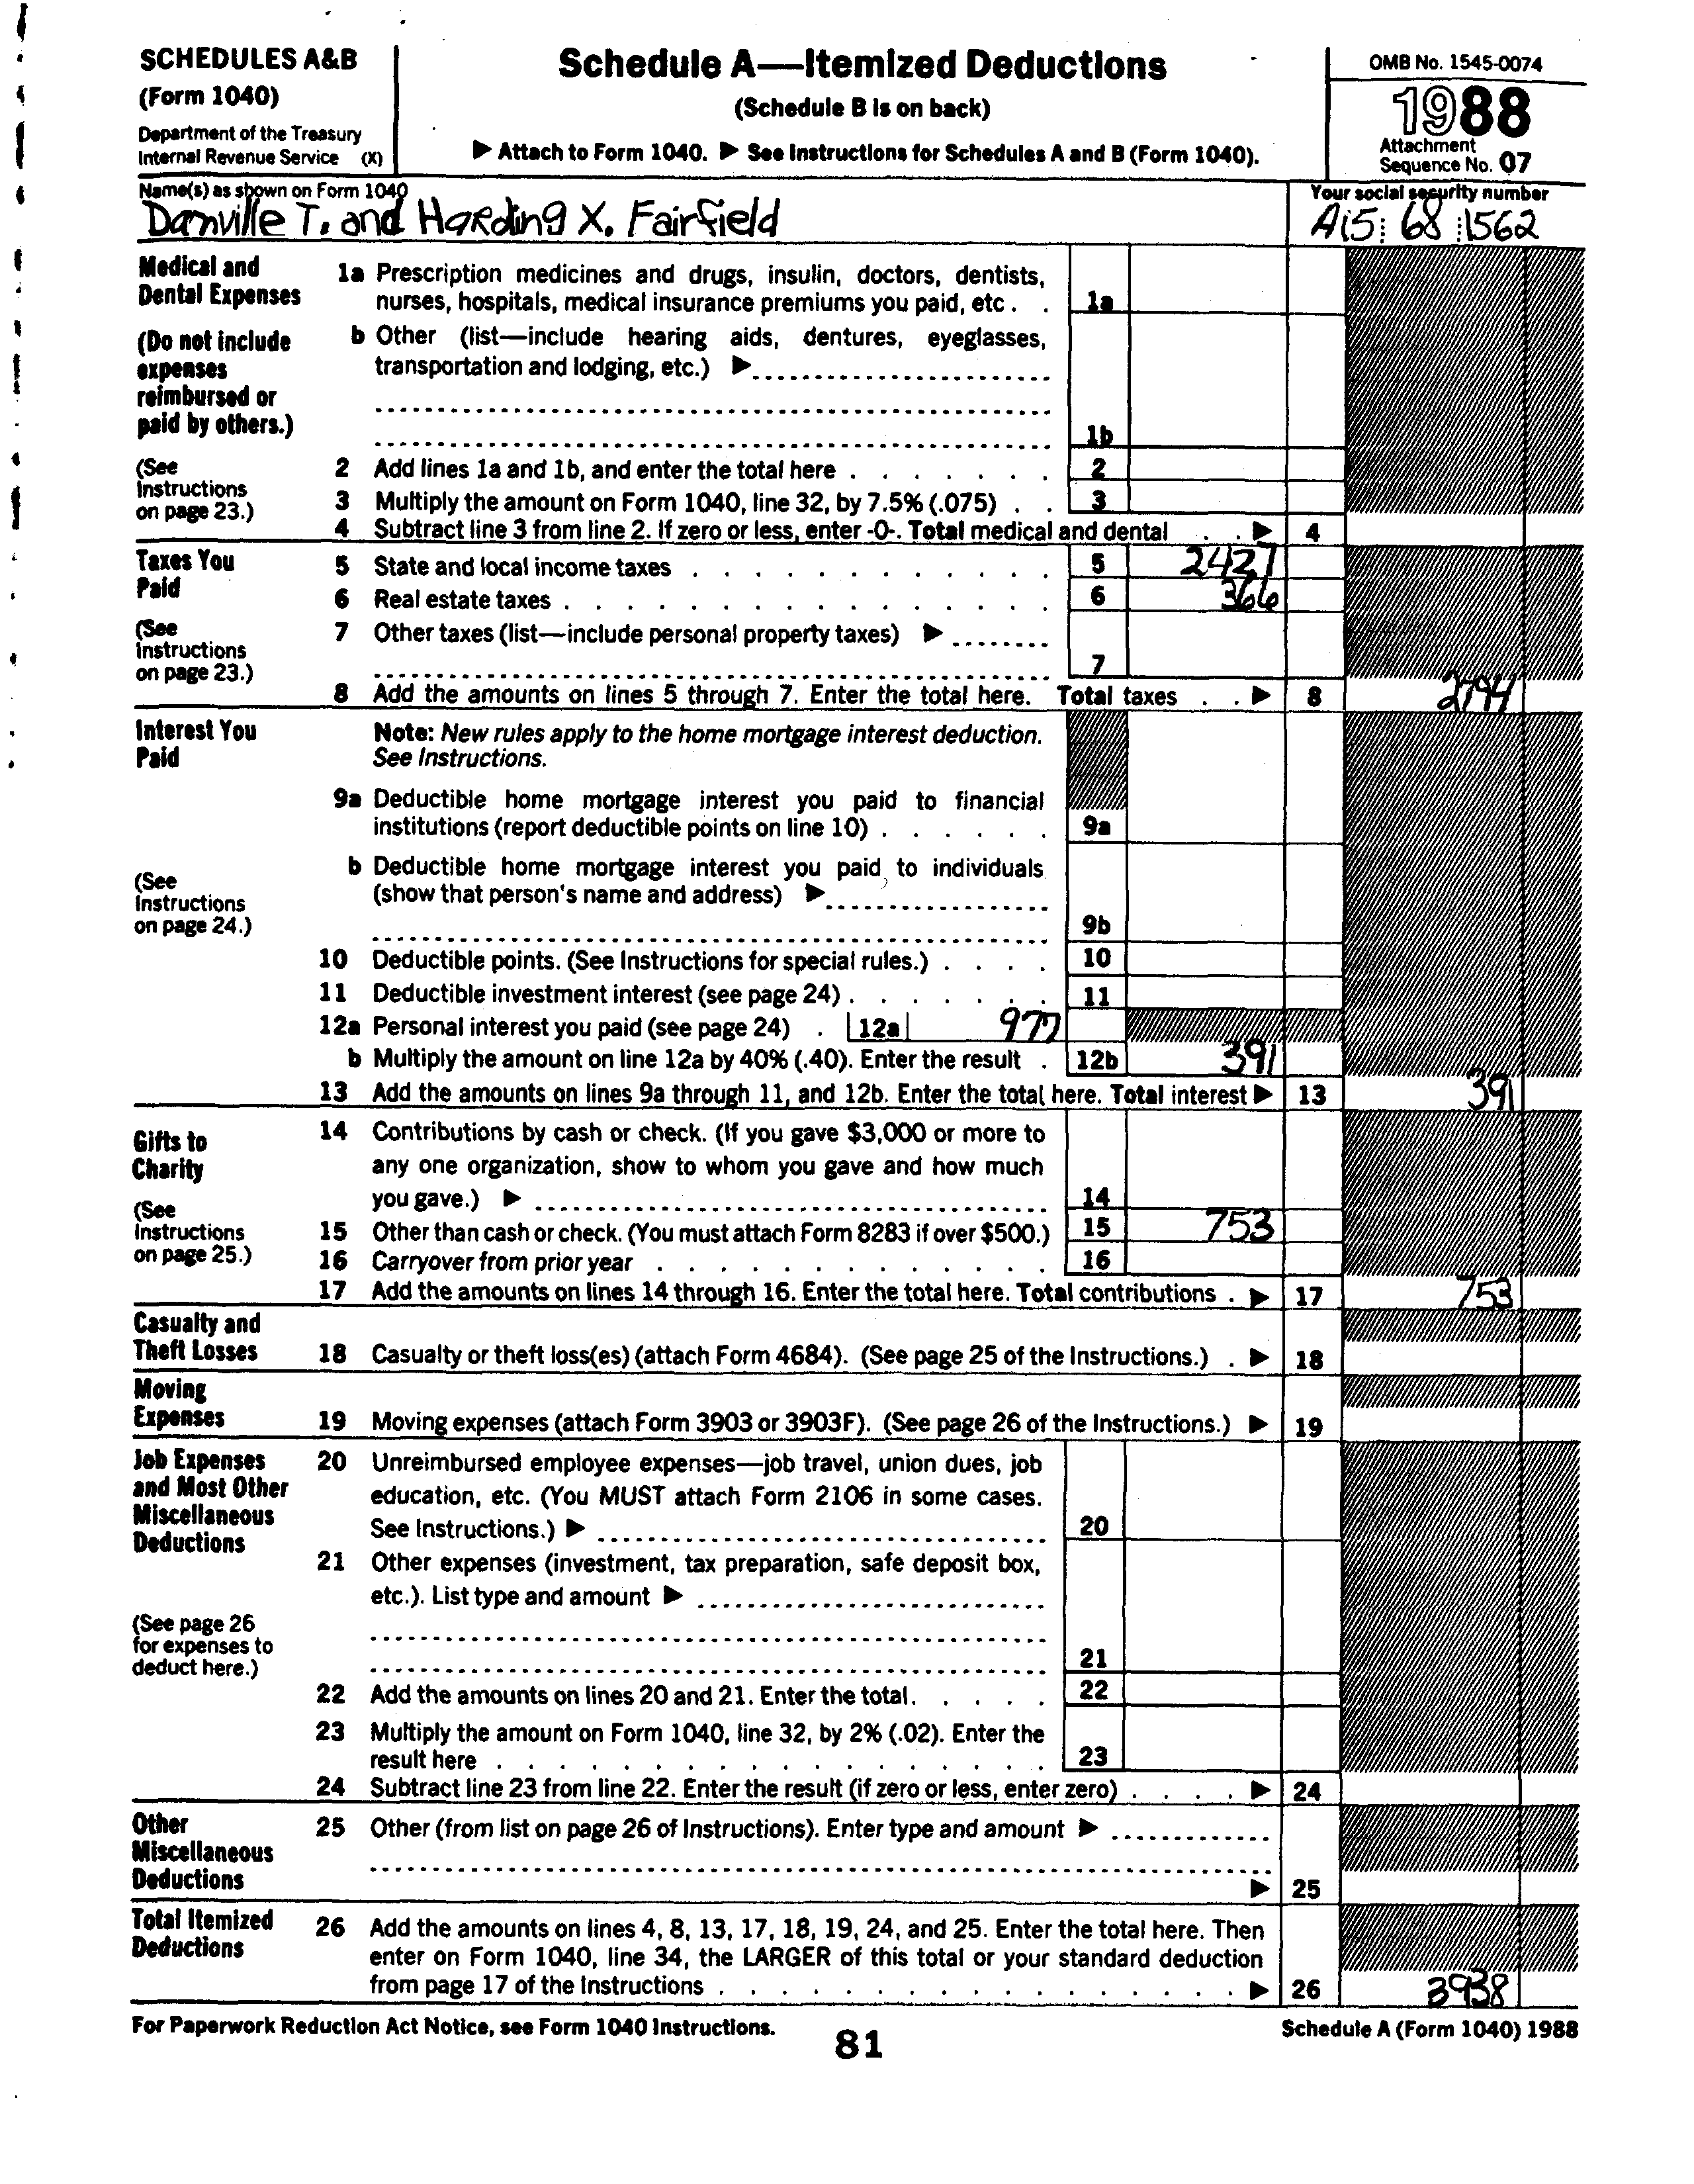 SCHEDULES A&B
(Form 1040)
Department of the Treasury
Internal Revenue Service (X)
Schedule A—Itemized Deductions
(Schedule B is on back)
▶ Attach to Form 1040. ▶ See Instructions for Schedules A and B (Form 1040).
OMB No. 1545-0074
1988
Attachment
Sequence No. 07
Name(s) as shown on Form 1040
Danville T. and Harding X. Fairfield
Your social security number
A15: 68 :1562
Medical and
Dental Expenses
(Do not include
expenses
reimbursed or
paid by others.)
(See
Instructions
on page 23.)
1a Prescription medicines and drugs, insulin, doctors, dentists,
nurses, hospitals, medical insurance premiums you paid, etc . . 1a
b Other (list—include hearing aids, dentures, eyeglasses,
transportation and lodging, etc.) ▶
1b
2 Add lines 1a and 1b, and enter the total here . . . . . . . 2
3 Multiply the amount on Form 1040, line 32, by 7.5% (.075) . . 3
4 Subtract line 3 from line 2. If zero or less, enter -0-. Total medical and dental . . ▶ 4
Taxes You
Paid
(See
Instructions
on page 23.)
5 State and local income taxes . . . . . . . . . . . . 5 2427
6 Real estate taxes . . . . . . . . . . . . . . . . 6 366
7 Other taxes (list—include personal property taxes) ▶
7
8 Add the amounts on lines 5 through 7. Enter the total here. Total taxes . . ▶ 8 2794
Interest You
Paid
(See
Instructions
on page 24.)
Note: New rules apply to the home mortgage interest deduction.
See Instructions.
9a Deductible home mortgage interest you paid to financial
institutions (report deductible points on line 10) . . . . . . 9a
b Deductible home mortgage interest you paid to individuals
(show that person's name and address) ▶
9b
10 Deductible points. (See Instructions for special rules.) . . . . 10
11 Deductible investment interest (see page 24) . . . . . . . 11
12a Personal interest you paid (see page 24) . 12a 977
b Multiply the amount on line 12a by 40% (.40). Enter the result . 12b 391
13 Add the amounts on lines 9a through 11, and 12b. Enter the total here. Total interest ▶ 13 391
Gifts to
Charity
(See
Instructions
on page 25.)
14 Contributions by cash or check. (If you gave $3,000 or more to
any one organization, show to whom you gave and how much
you gave.) ▶ 14
15 Other than cash or check. (You must attach Form 8283 if over $500.) 15 753
16 Carryover from prior year . . . . . . . . . . . . . 16
17 Add the amounts on lines 14 through 16. Enter the total here. Total contributions . ▶ 17 753
Casualty and
Theft Losses
18 Casualty or theft loss(es) (attach Form 4684). (See page 25 of the Instructions.) . ▶ 18
Moving
Expenses
19 Moving expenses (attach Form 3903 or 3903F). (See page 26 of the Instructions.) ▶ 19
Job Expenses
and Most Other
Miscellaneous
Deductions
(See page 26
for expenses to
deduct here.)
20 Unreimbursed employee expenses—job travel, union dues, job
education, etc. (You MUST attach Form 2106 in some cases.
See Instructions.) ▶ 20
21 Other expenses (investment, tax preparation, safe deposit box,
etc.). List type and amount ▶
21
22 Add the amounts on lines 20 and 21. Enter the total. . . . . 22
23 Multiply the amount on Form 1040, line 32, by 2% (.02). Enter the
result here . . . . . . . . . . . . . . . . . 23
24 Subtract line 23 from line 22. Enter the result (if zero or less, enter zero) . . . . ▶ 24
Other
Miscellaneous
Deductions
25 Other (from list on page 26 of Instructions). Enter type and amount ▶
▶ 25
Total Itemized
Deductions
26 Add the amounts on lines 4, 8, 13, 17, 18, 19, 24, and 25. Enter the total here. Then
enter on Form 1040, line 34, the LARGER of this total or your standard deduction
from page 17 of the Instructions . . . . . . . . . . . . . . . . . ▶ 26 3938
For Paperwork Reduction Act Notice, see Form 1040 Instructions.
81
Schedule A (Form 1040) 1988